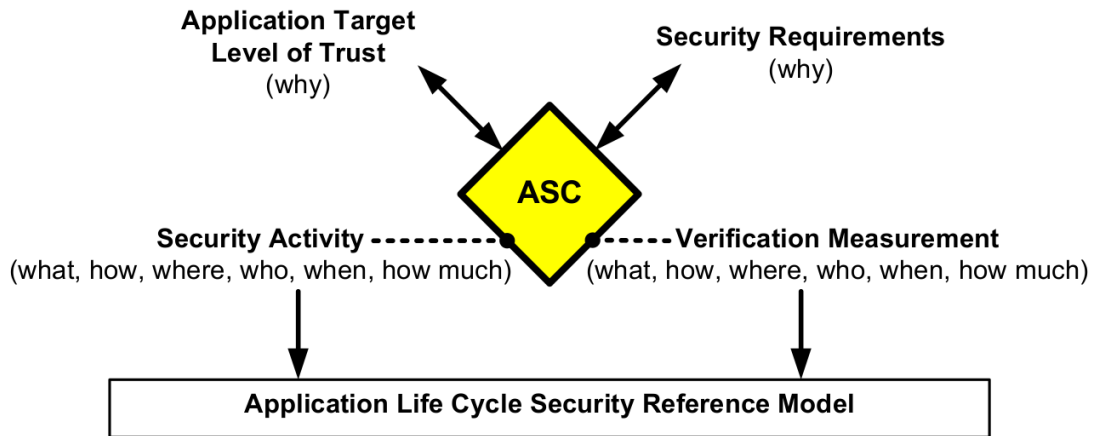 Application Target
Level of Trust
(why)
Security Requirements
(why)
ASC
Security Activity
(what, how, where, who, when, how much)
Verification Measurement
(what, how, where, who, when, how much)
Application Life Cycle Security Reference Model